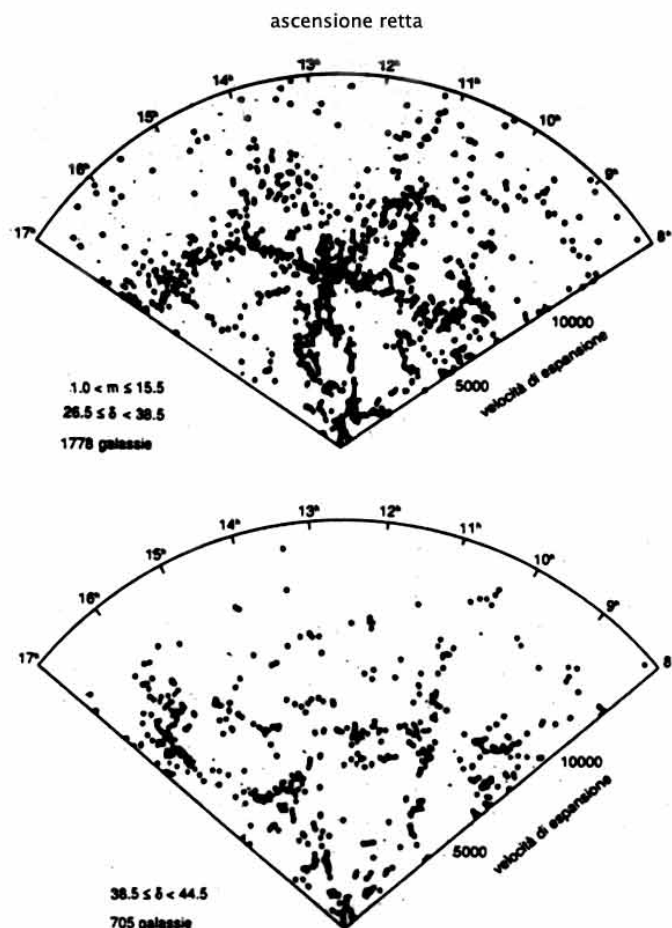 ascensione retta
17ʰ 16ʰ 15ʰ 14ʰ 13ʰ 12ʰ 11ʰ 10ʰ 9ʰ 8ʰ
10000
5000
velocità di espansione
1.0 < m ≤ 15.5
26.5 ≤ δ < 38.5
1778 galassie
17ʰ 16ʰ 15ʰ 14ʰ 13ʰ 12ʰ 11ʰ 10ʰ 9ʰ 8
10000
5000
velocità di espansione
38.5 ≤ δ < 44.5
705 galassie